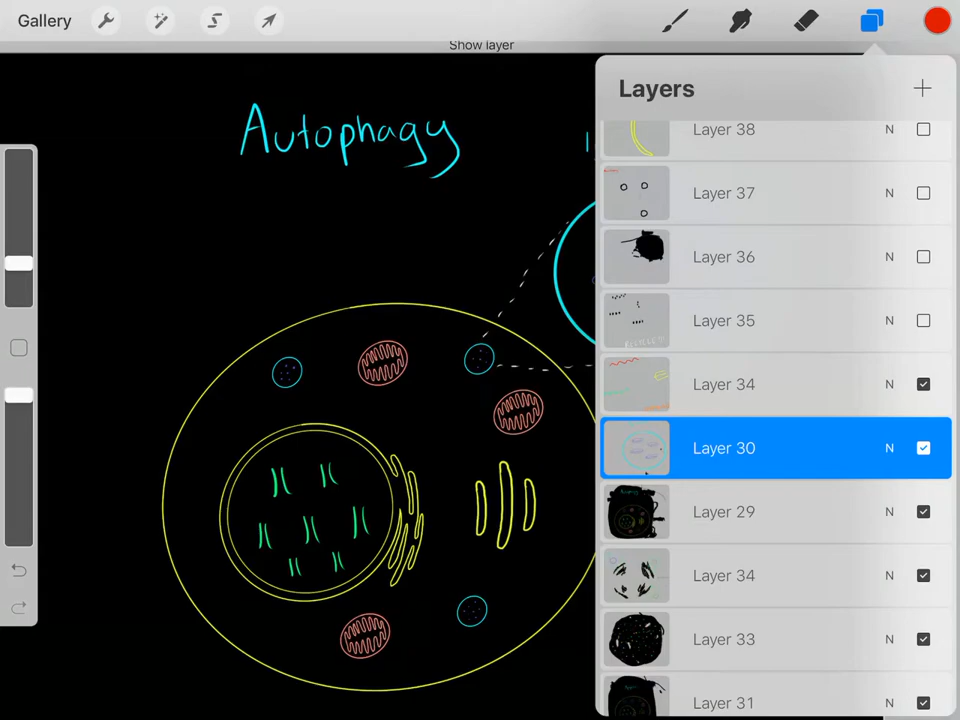 Gallery
Show layer
Layers
Autophagy
Layer 38 N
Layer 37 N
Layer 36 N
Layer 35 N
Layer 34 N
Layer 30 N
Layer 29 N
Layer 34 N
Layer 33 N
Layer 31 N